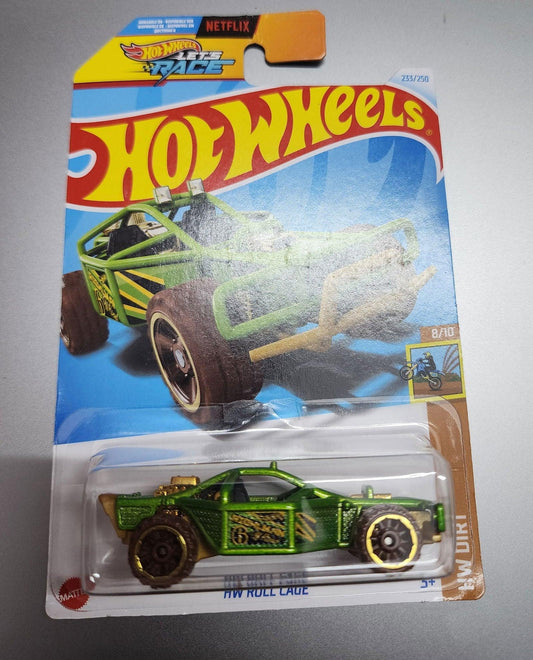 NETFLIX
HOT WHEELS
LET'S
RACE
233/250
HOT WHEELS
8/10
HW DIRT
MATTEL
HW ROLL CAGE
5+